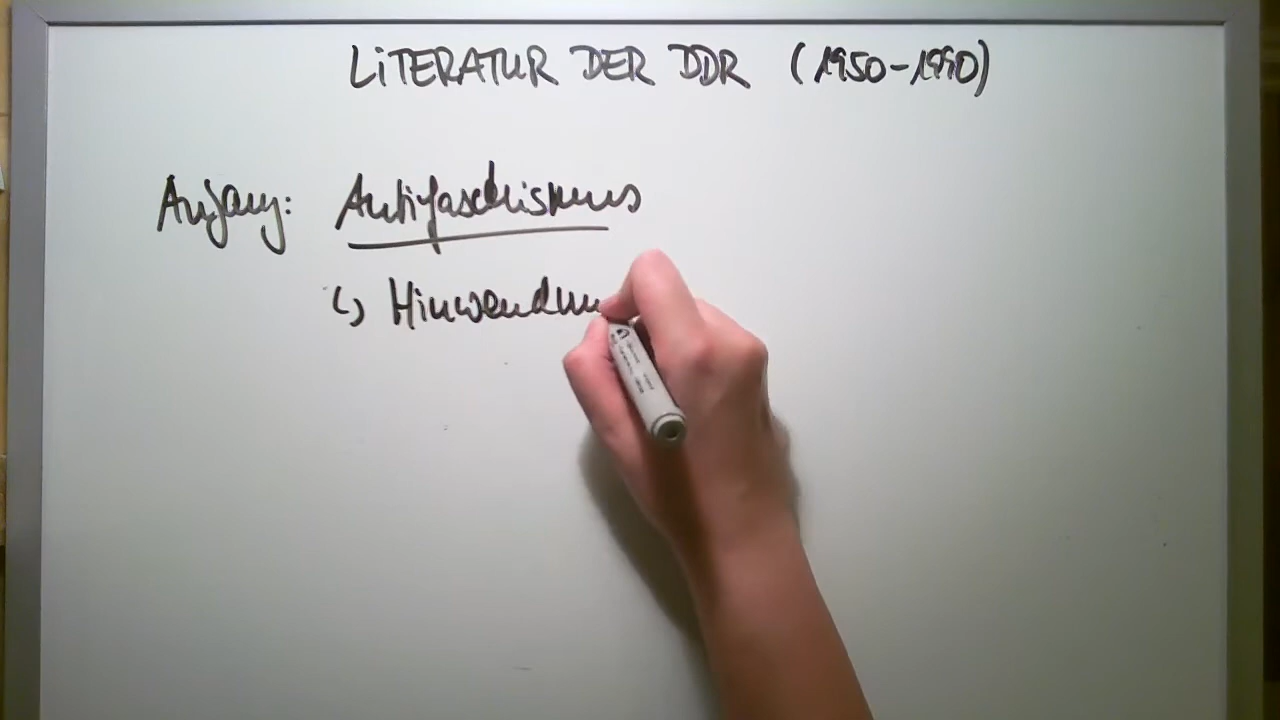 LITERATUR DER DDR (1950-1990)
Anfang: Antifaschismus
↳ Hinwendun